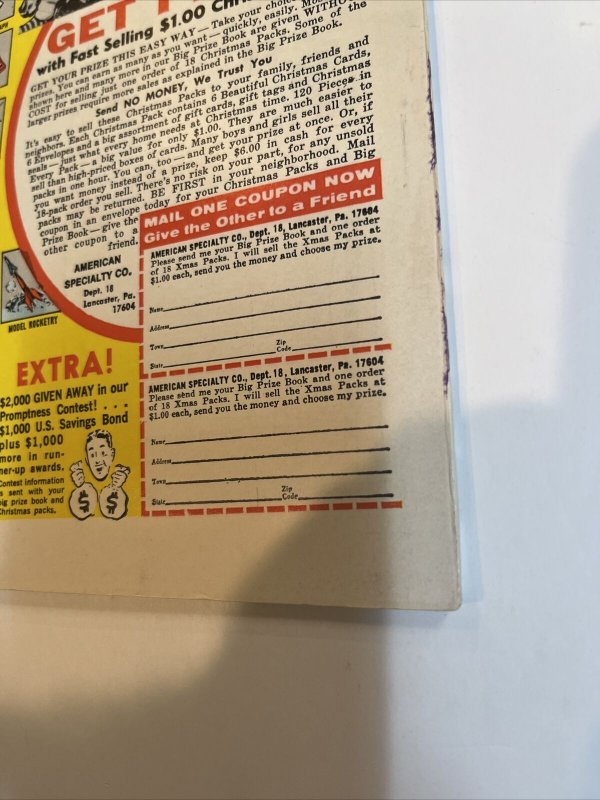 GET
with Fast Selling $1.00
GET YOUR PRIZE THIS EASY WAY — Take your
prizes. You can earn as many as you want — quickly, easily.
shown here and many more in our Big Prize Book are given
COST for selling just one order of 18 Christmas Packs. Some of the
larger prizes require more sales as explained in the Big Prize Book.
Send NO MONEY, We Trust You
It's easy to sell these Christmas Packs to your family, friends and
neighbors. Each Christmas Pack contains 6 Beautiful Christmas Cards,
6 Envelopes and a big assortment of gift cards, gift tags and Christmas
seals — just what every home needs at Christmas time. 120 Pieces in
Every Pack — a big value for only $1.00. They are much easier to
sell than high-priced boxes of cards. Many boys and girls sell all their
packs in one hour. You can, too — and get your prize at once. Or, if
you want money instead of a prize, keep $6.00 in cash for every
18-pack order you sell. There's no risk on your part, for any unsold
packs may be returned. BE FIRST in your neighborhood. Mail
coupon in an envelope today for your Christmas Packs and Big
Prize Book — give the
other coupon to a
friend.
AMERICAN
SPECIALTY CO.
Dept. 18
Lancaster, Pa.
17604
MODEL ROCKETRY
MAIL ONE COUPON NOW
Give the Other to a Friend
AMERICAN SPECIALTY CO., Dept. 18, Lancaster, Pa. 17604
Please send me your Big Prize Book and one order
of 18 Xmas Packs. I will sell the Xmas Packs at
$1.00 each, send you the money and choose my prize.
Name
Address
Town
State Zip Code
AMERICAN SPECIALTY CO., Dept. 18, Lancaster, Pa. 17604
Please send me your Big Prize Book and one order
of 18 Xmas Packs. I will sell the Xmas Packs at
$1.00 each, send you the money and choose my prize.
Name
Address
Town
State Zip Code
EXTRA!
$2,000 GIVEN AWAY in our
Promptness Contest! . . .
$1,000 U.S. Savings Bond
plus $1,000
more in run-
ner-up awards.
Contest information
is sent with your
big prize book and
Christmas packs.
$ $